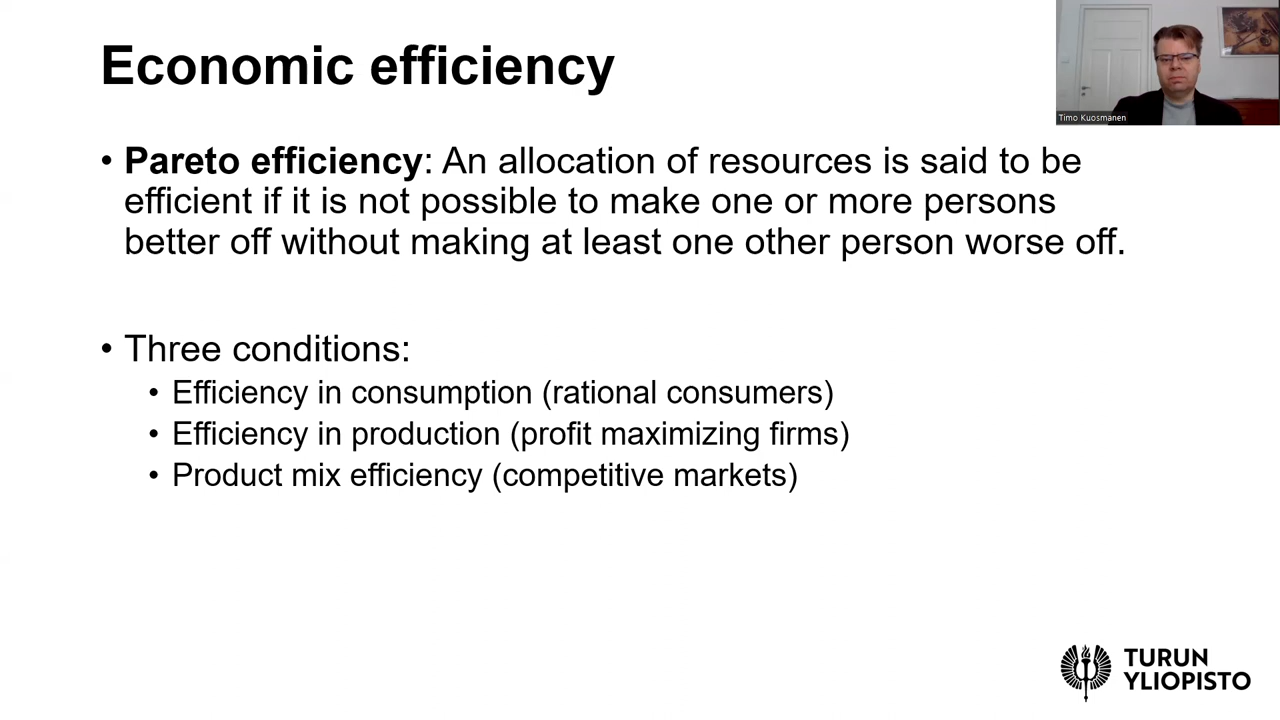 Economic efficiency
Timo Kuosmanen
• Pareto efficiency: An allocation of resources is said to be
efficient if it is not possible to make one or more persons
better off without making at least one other person worse off.
• Three conditions:
• Efficiency in consumption (rational consumers)
• Efficiency in production (profit maximizing firms)
• Product mix efficiency (competitive markets)
TURUN
YLIOPISTO